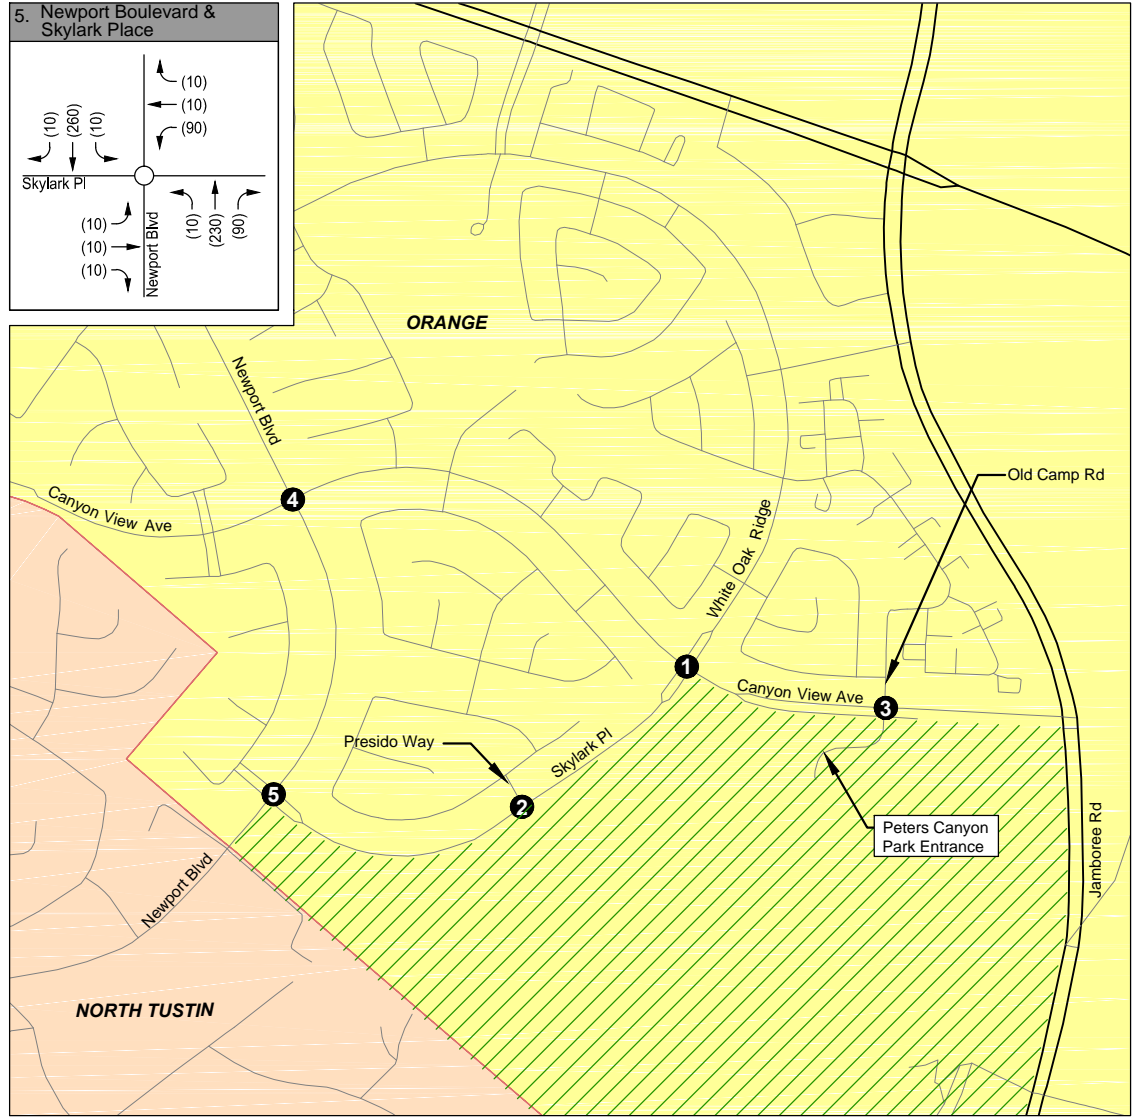 5. Newport Boulevard &
Skylark Place
(10)
(10)
(90)
(10)
(260)
(10)
Skylark Pl
(10)
(10)
(10)
Newport Blvd
(10)
(230)
(90)
ORANGE
Newport Blvd
4
Canyon View Ave
Old Camp Rd
White Oak Ridge
1
Canyon View Ave
3
Presido Way
Skylark Pl
5
2
Peters Canyon
Park Entrance
Jamboree Rd
Newport Blvd
NORTH TUSTIN